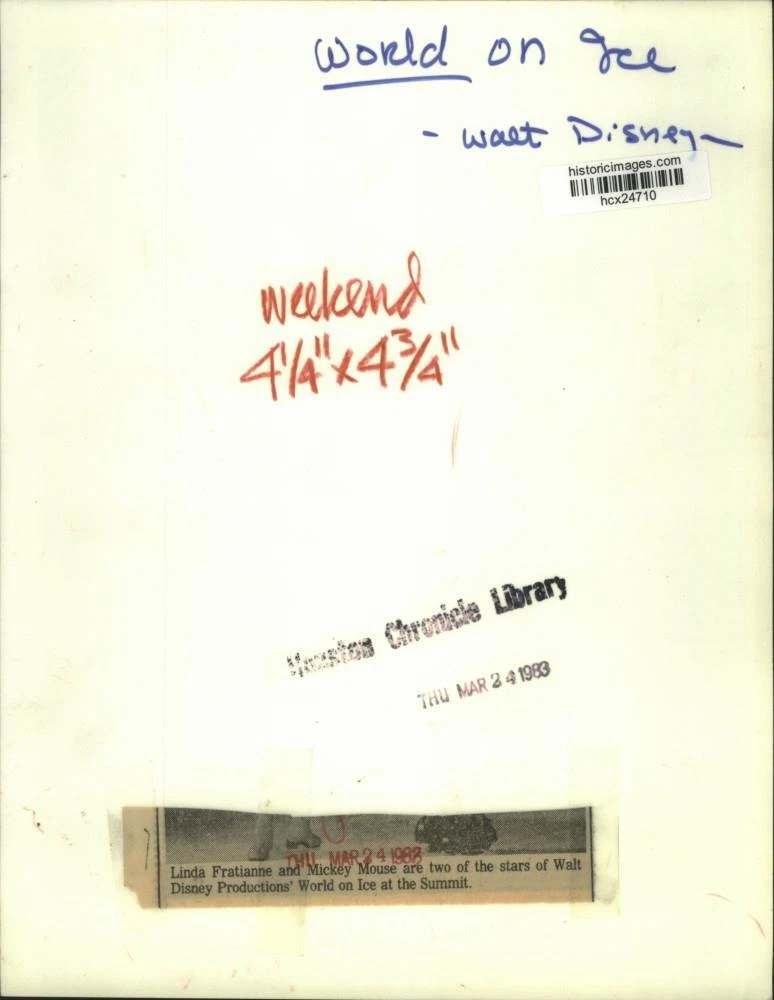 World on Ice
- Walt Disney -
historicimages.com
hcx24710
Weekend
4 1/4" x 4 3/4"
Houston Chronicle Library
THU MAR 24 1983
THU MAR 24 1983
Linda Fratianne and Mickey Mouse are two of the stars of Walt
Disney Productions' World on Ice at the Summit.